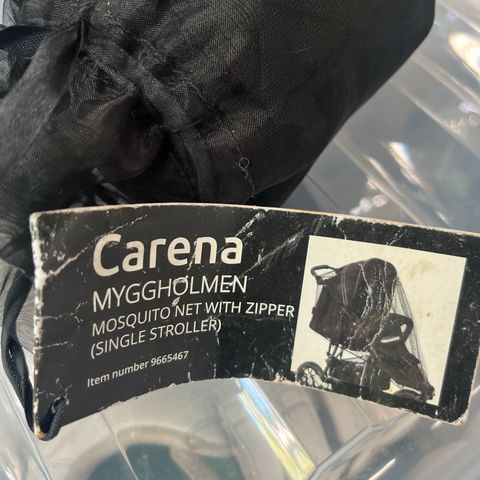 Carena
MYGGHOLMEN
MOSQUITO NET WITH ZIPPER
(SINGLE STROLLER)
Item number 9665467